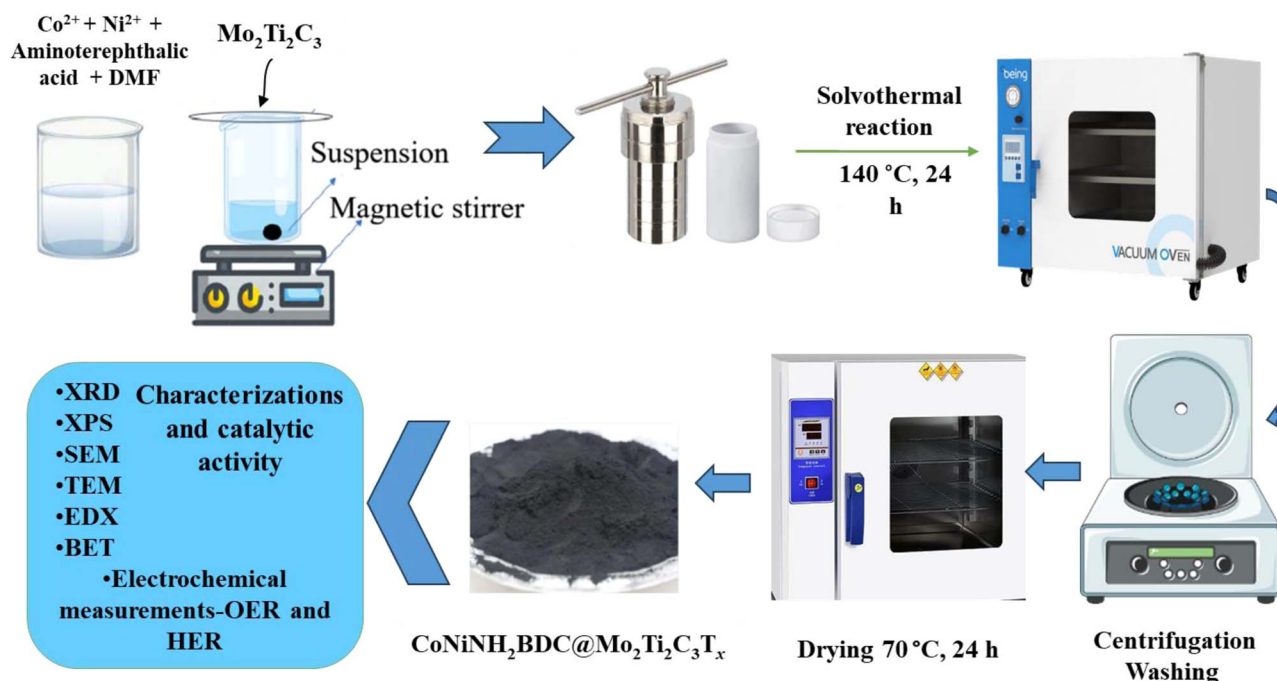 Co²⁺ + Ni²⁺ +
Aminoterephthalic
acid + DMF
Mo₂Ti₂C₃
Suspension
Magnetic stirrer
Solvothermal
reaction
140 °C, 24
h
being
VACUUM OVEN
•XRD
•XPS
•SEM
•TEM
•EDX
•BET
Characterizations
and catalytic
activity
•Electrochemical
measurements-OER and
HER
CoNiNH₂BDC@Mo₂Ti₂C₃Tₓ
Drying 70 °C, 24 h
Centrifugation
Washing